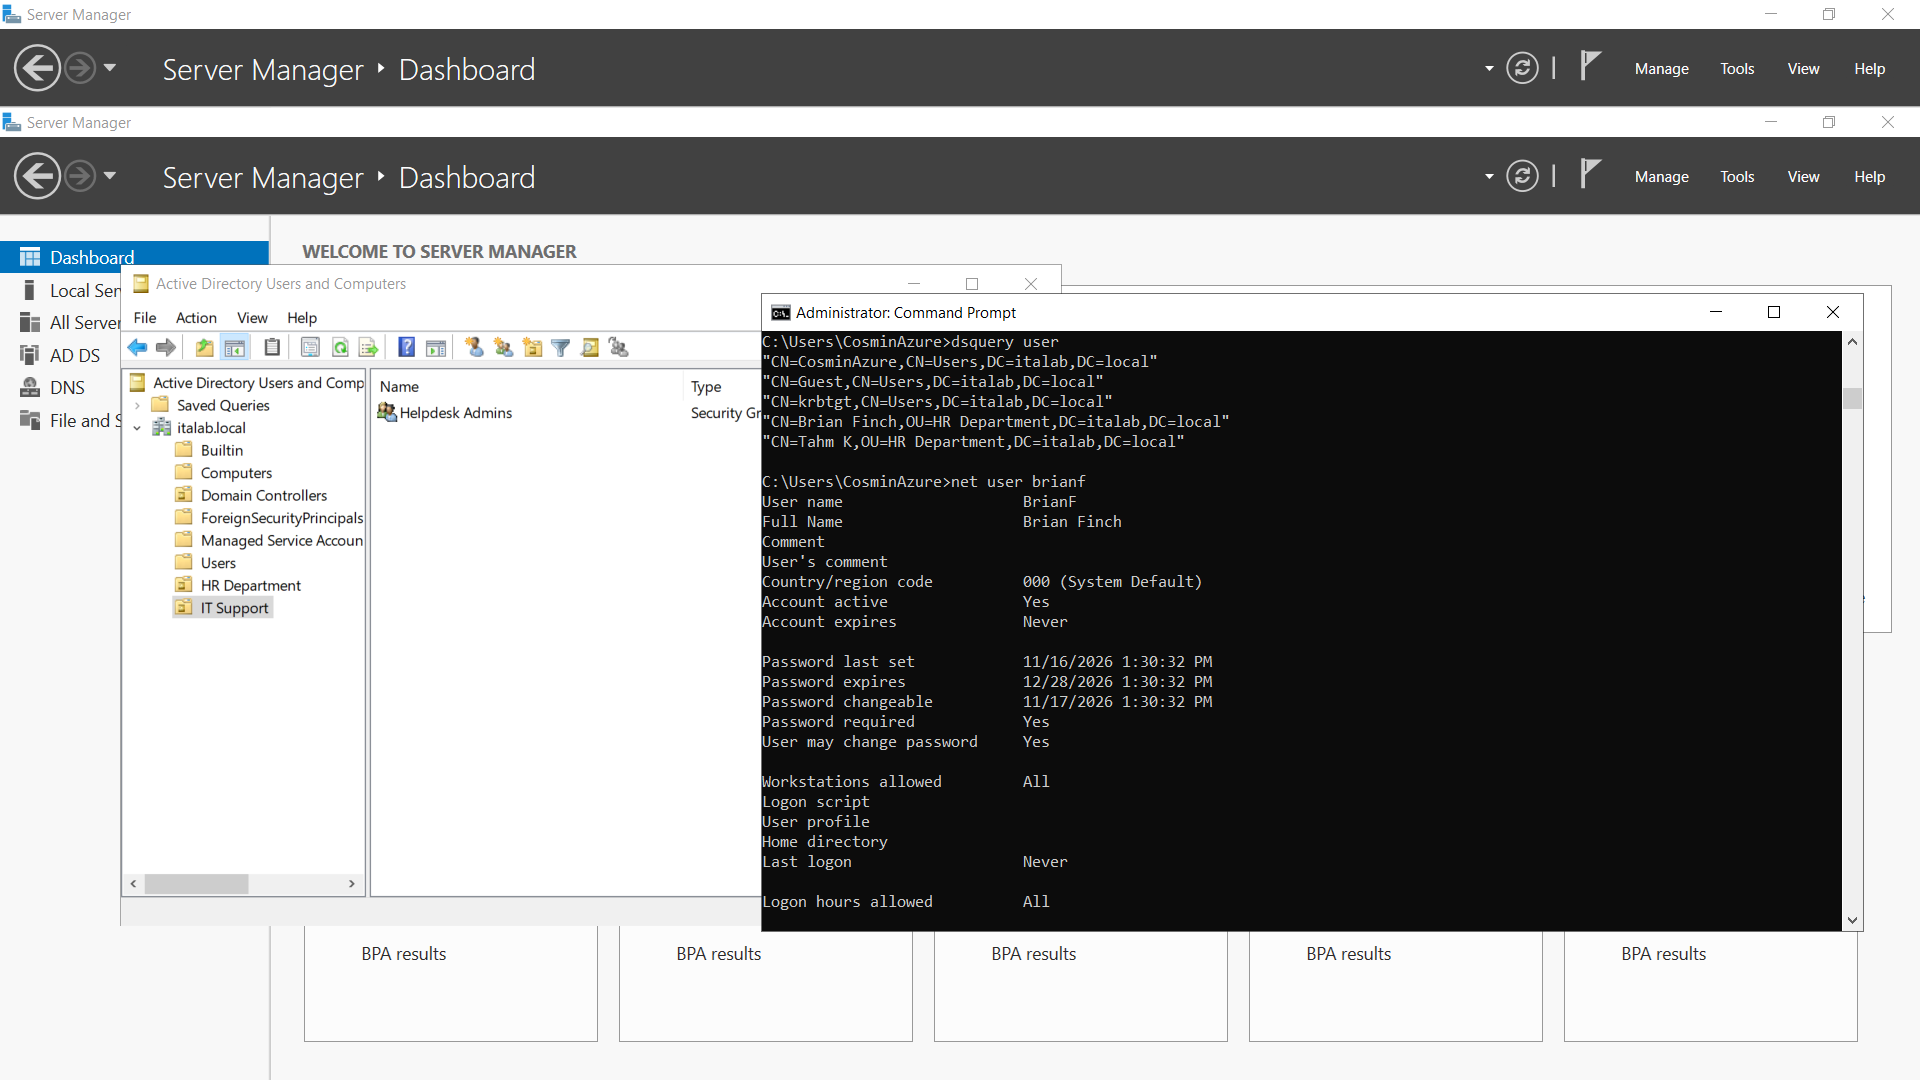 Server Manager
Server Manager Dashboard
Manage Tools View Help
Server Manager
Server Manager Dashboard
Manage Tools View Help
Dashboard
Local Ser
All Server
AD DS
DNS
File and S
WELCOME TO SERVER MANAGER
Active Directory Users and Computers
File Action View Help
Active Directory Users and Comp
Saved Queries
italab.local
Builtin
Computers
Domain Controllers
ForeignSecurityPrincipals
Managed Service Accoun
Users
HR Department
IT Support
Name Type
Helpdesk Admins Security Gr
Administrator: Command Prompt
C:\Users\CosminAzure>dsquery user
"CN=CosminAzure,CN=Users,DC=italab,DC=local"
"CN=Guest,CN=Users,DC=italab,DC=local"
"CN=krbtgt,CN=Users,DC=italab,DC=local"
"CN=Brian Finch,OU=HR Department,DC=italab,DC=local"
"CN=Tahm K,OU=HR Department,DC=italab,DC=local"
C:\Users\CosminAzure>net user brianf
User name BrianF
Full Name Brian Finch
Comment
User's comment
Country/region code 000 (System Default)
Account active Yes
Account expires Never
Password last set 11/16/2026 1:30:32 PM
Password expires 12/28/2026 1:30:32 PM
Password changeable 11/17/2026 1:30:32 PM
Password required Yes
User may change password Yes
Workstations allowed All
Logon script
User profile
Home directory
Last logon Never
Logon hours allowed All
BPA results
BPA results
BPA results
BPA results
BPA results